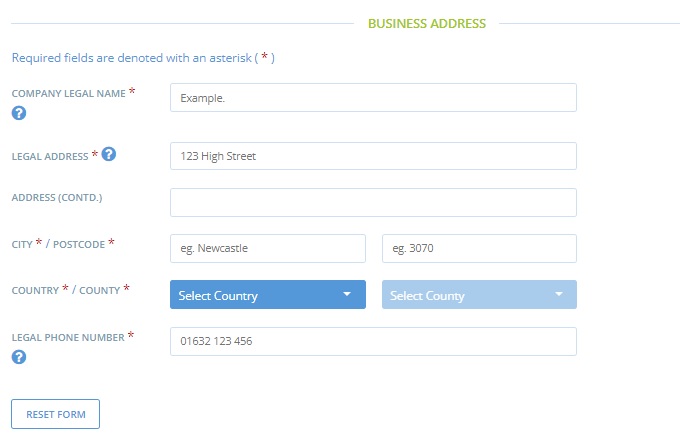 BUSINESS ADDRESS
Required fields are denoted with an asterisk ( * )
COMPANY LEGAL NAME *
?
Example.
LEGAL ADDRESS * ?
123 High Street
ADDRESS (CONTD.)
CITY * / POSTCODE *
eg. Newcastle
eg. 3070
COUNTRY * / COUNTY *
Select Country
Select County
LEGAL PHONE NUMBER *
?
01632 123 456
RESET FORM